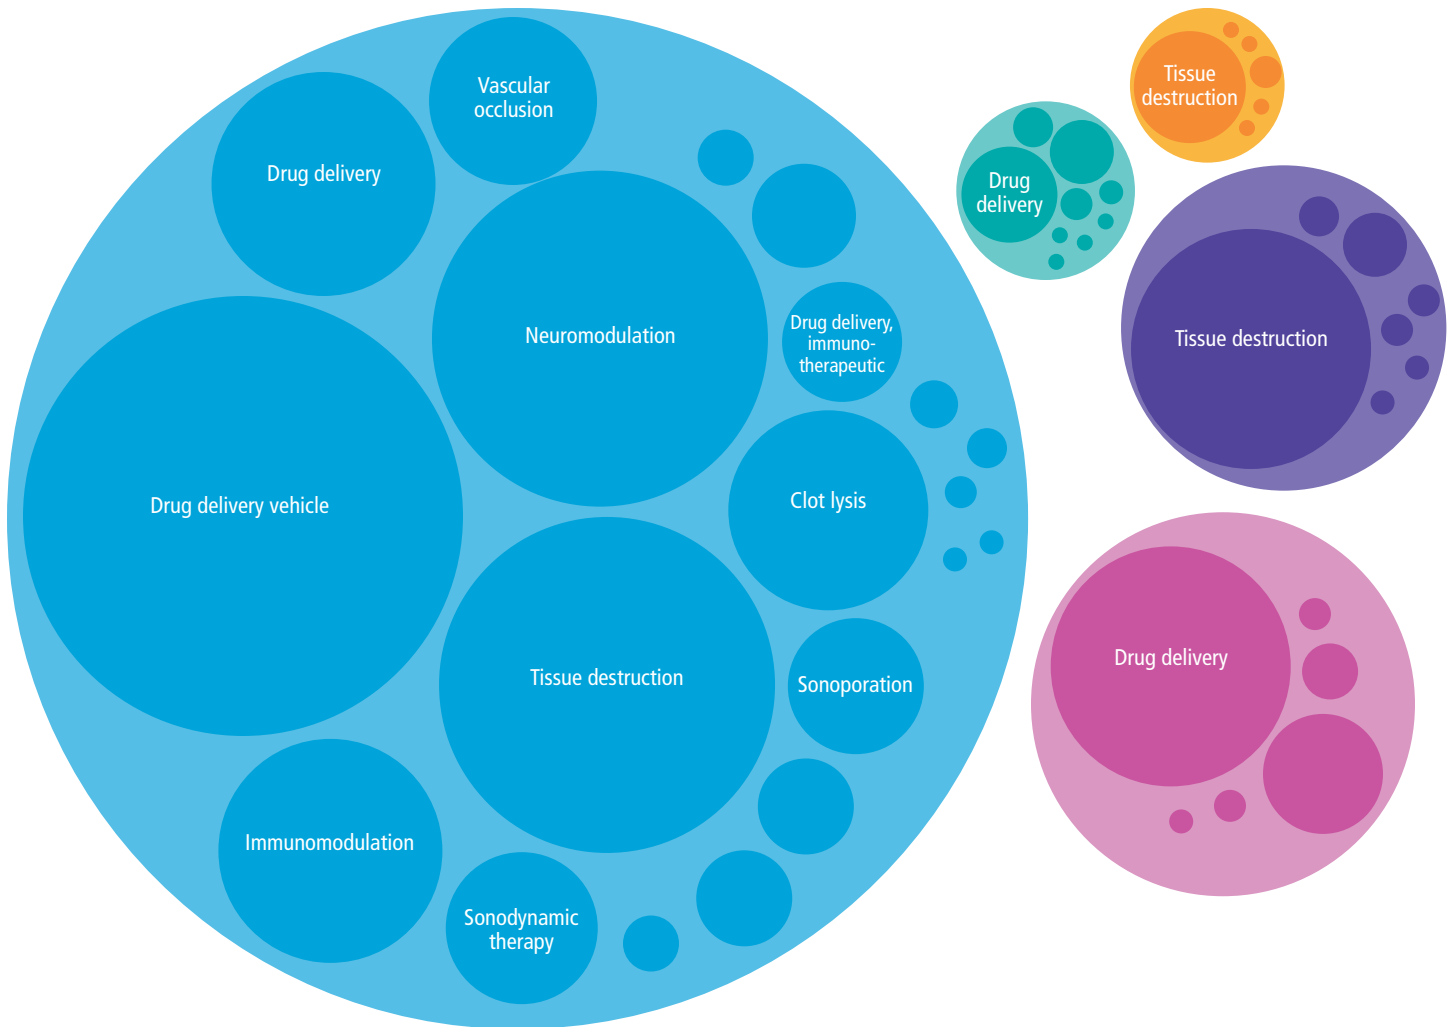 Vascular
occlusion
Drug delivery
Neuromodulation
Drug delivery,
immuno-
therapeutic
Drug delivery vehicle
Clot lysis
Tissue destruction
Sonoporation
Immunomodulation
Sonodynamic
therapy
Tissue
destruction
Drug
delivery
Tissue destruction
Drug delivery